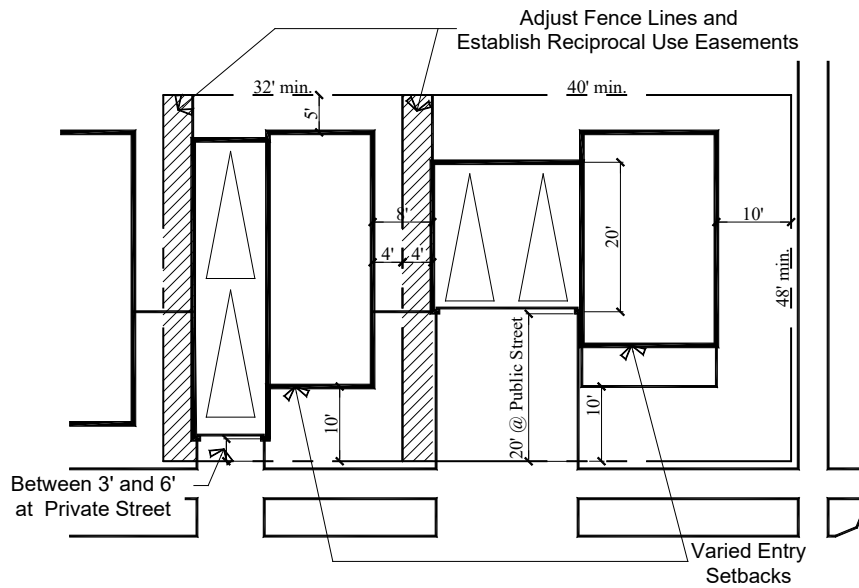 Adjust Fence Lines and
Establish Reciprocal Use Easements
32' min.
40' min.
5'
8'
4'
4'
20'
10'
48' min.
20' @ Public Street
10'
10'
Between 3' and 6'
at Private Street
Varied Entry
Setbacks